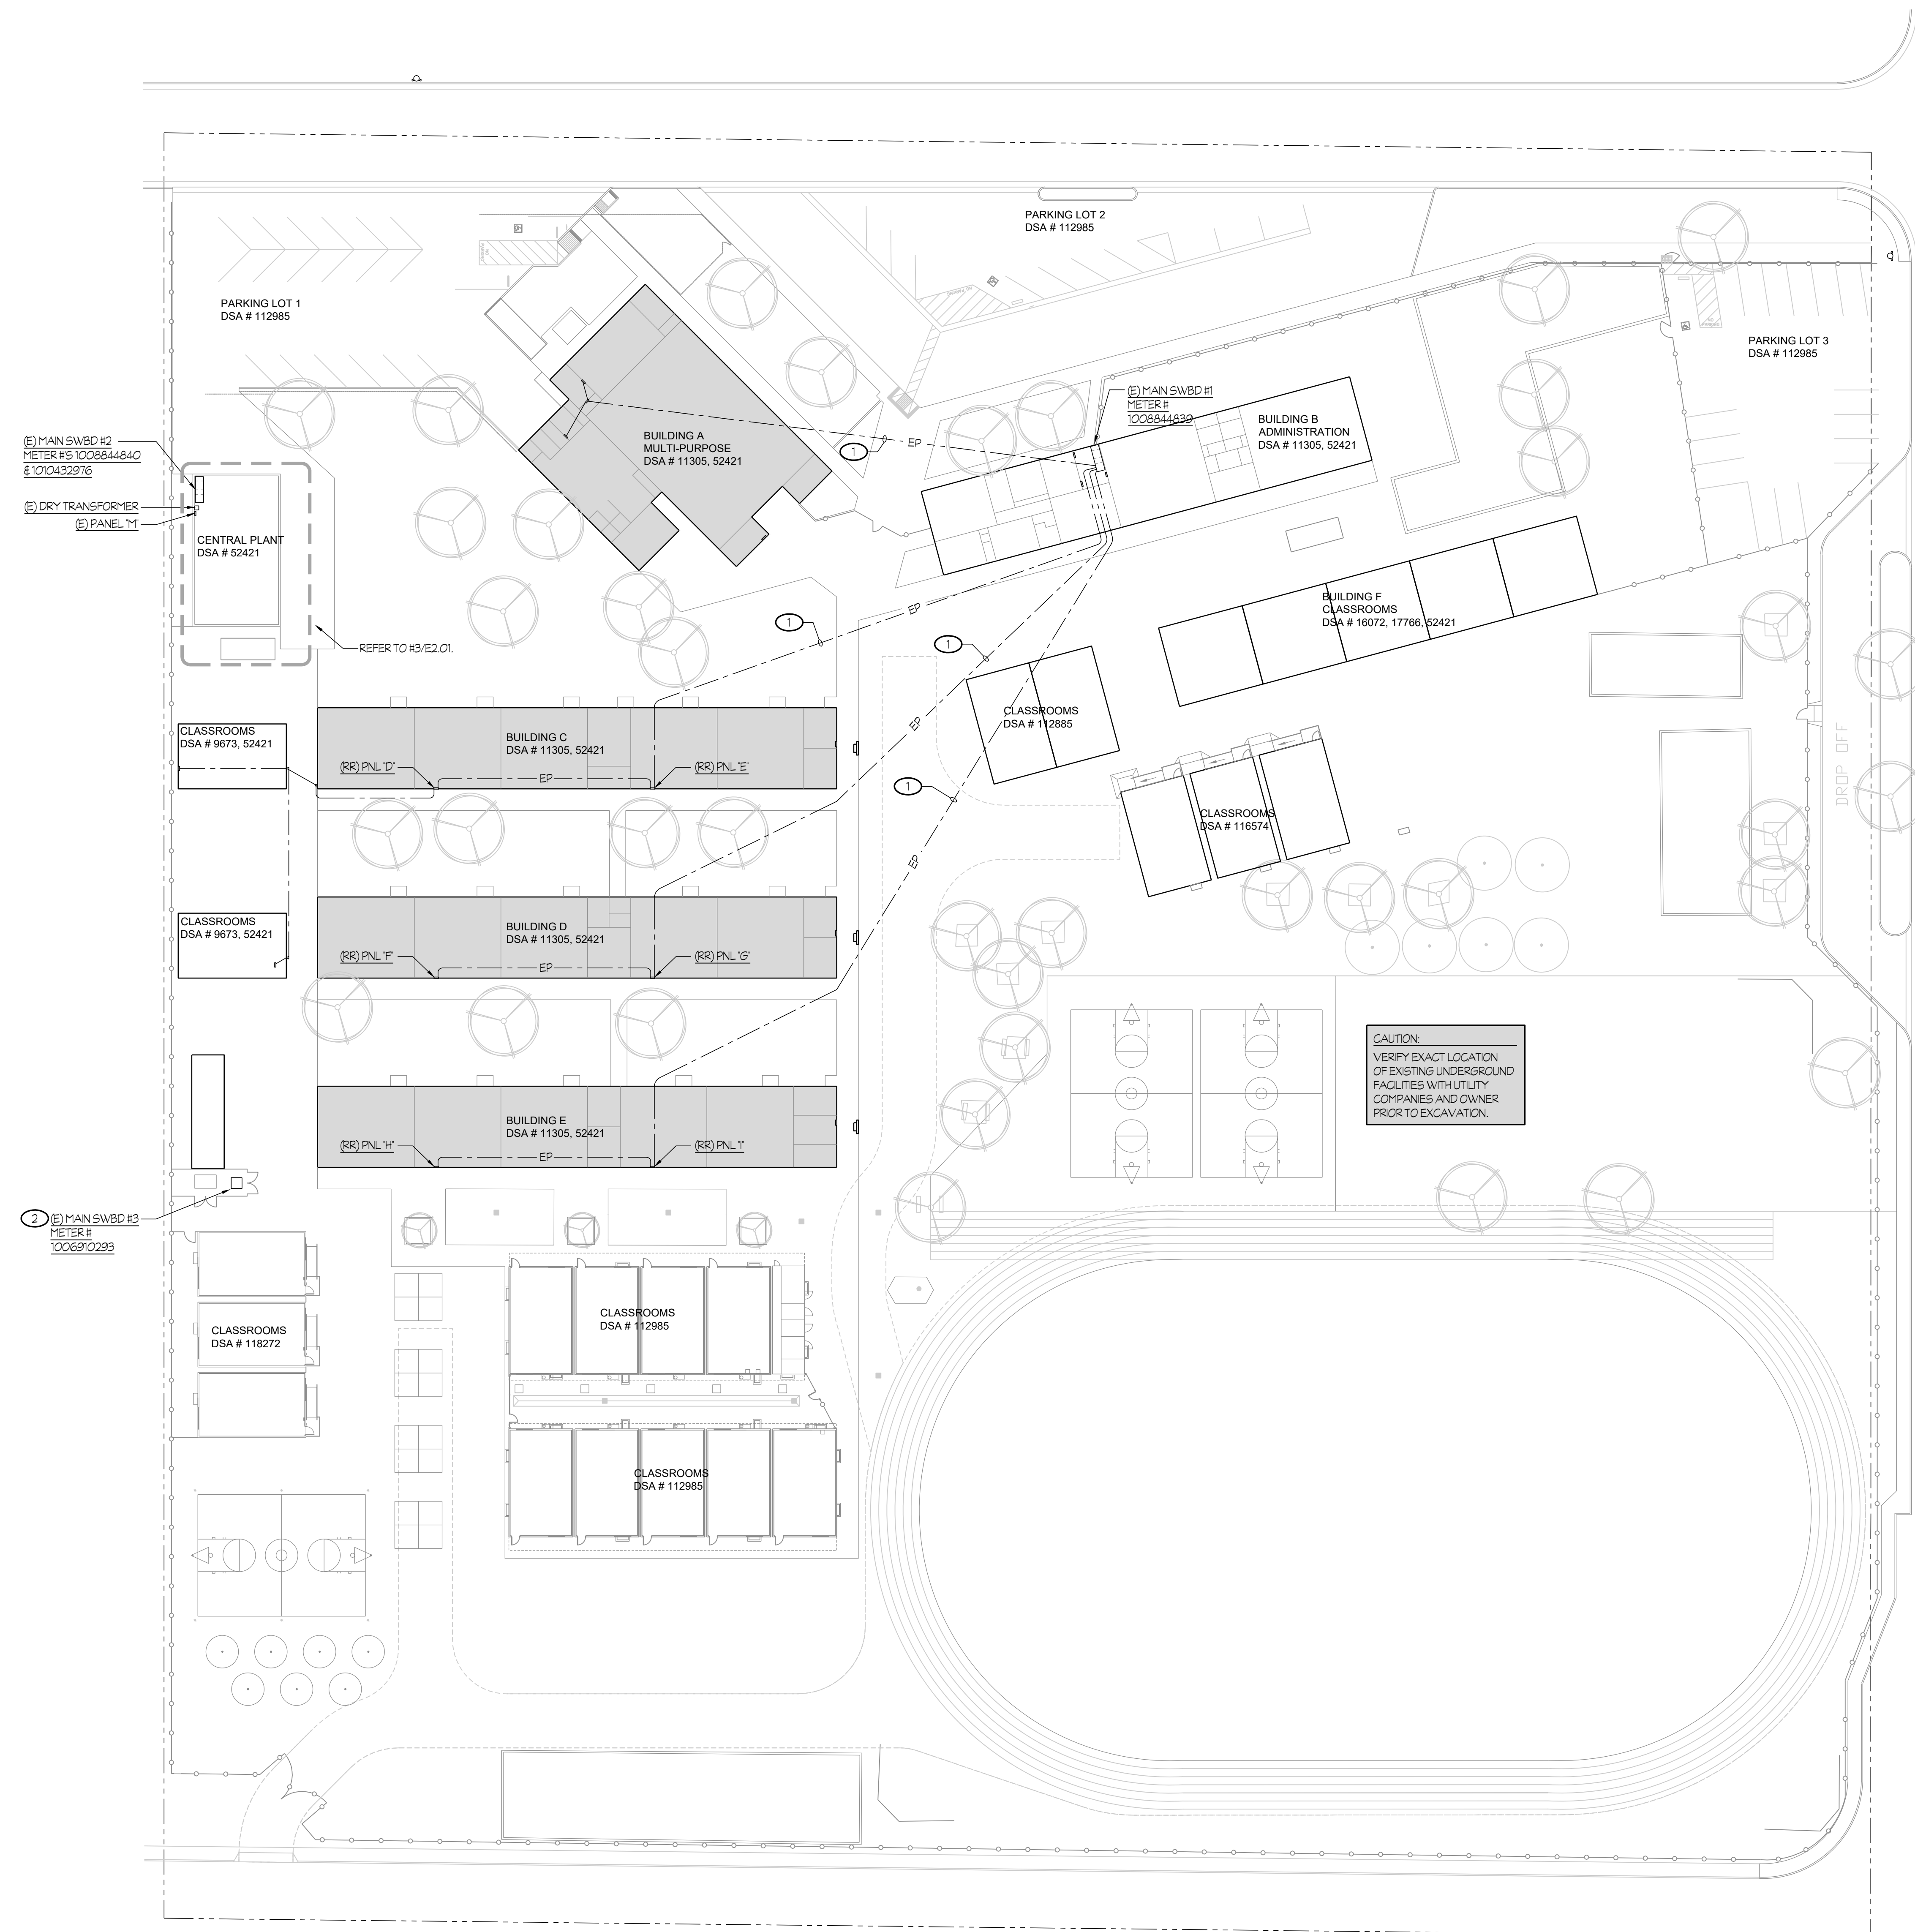 PARKING LOT 2
DSA # 112985
PARKING LOT 1
DSA # 112985
PARKING LOT 3
DSA # 112985
NO
PARKING
NO PARKING
NO
PARKING
(E) MAIN SWBD #1
METER #
1008844839
BUILDING B
ADMINISTRATION
DSA # 11305, 52421
BUILDING A
MULTI-PURPOSE
DSA # 11305, 52421
1
EP
(E) MAIN SWBD #2
METER #'S 1008844840
& 1010432976
(E) DRY TRANSFORMER
(E) PANEL "M"
CENTRAL PLANT
DSA # 52421
REFER TO #3/E2.01.
BUILDING F
CLASSROOMS
DSA # 16072, 17766, 52421
1
EP
1
EP
1
EP
CLASSROOMS
DSA # 112885
CLASSROOMS
DSA # 116574
DROP OFF
CLASSROOMS
DSA # 9673, 52421
BUILDING C
DSA # 11305, 52421
(RR) PNL "D"
EP
(RR) PNL "E"
CLASSROOMS
DSA # 9673, 52421
BUILDING D
DSA # 11305, 52421
(RR) PNL "F"
EP
(RR) PNL "G"
CAUTION:
VERIFY EXACT LOCATION
OF EXISTING UNDERGROUND
FACILITIES WITH UTILITY
COMPANIES AND OWNER
PRIOR TO EXCAVATION.
BUILDING E
DSA # 11305, 52421
(RR) PNL "H"
EP
(RR) PNL "I"
2
(E) MAIN SWBD #3
METER #
1006910293
CLASSROOMS
DSA # 118272
CLASSROOMS
DSA # 112985
CLASSROOMS
DSA # 112985